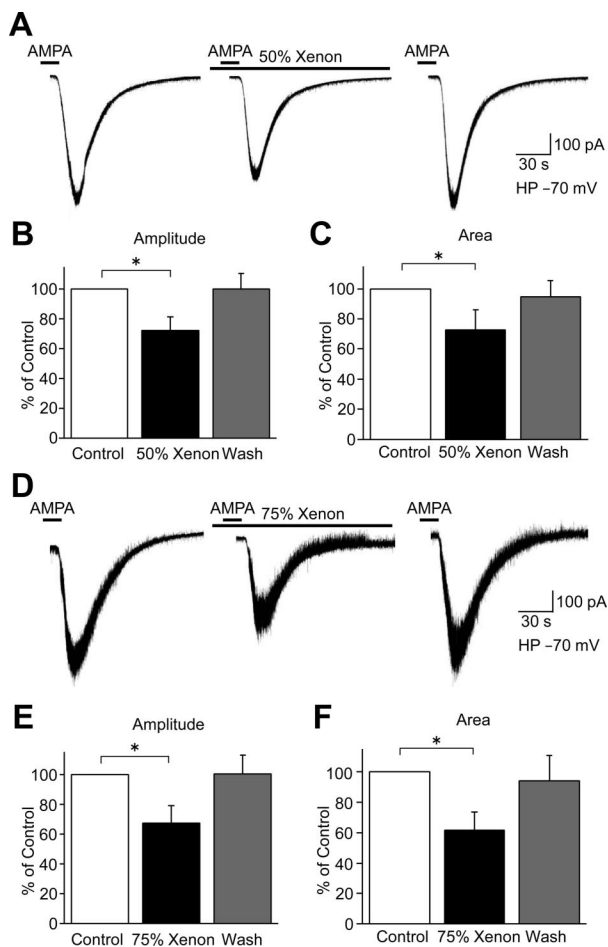 A
AMPA
AMPA 50% Xenon
AMPA
100 pA
30 s
HP –70 mV
B
Amplitude
*
% of Control
100
80
60
40
20
0
Control 50% Xenon Wash
C
Area
*
% of Control
100
80
60
40
20
0
Control 50% Xenon Wash
D
AMPA
AMPA 75% Xenon
AMPA
100 pA
30 s
HP –70 mV
E
Amplitude
*
% of Control
100
80
60
40
20
0
Control 75% Xenon Wash
F
Area
*
% of Control
100
80
60
40
20
0
Control 75% Xenon Wash